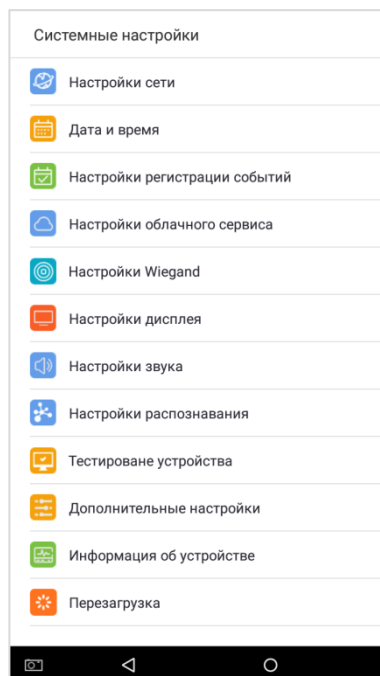 Системные настройки
Настройки сети
Дата и время
Настройки регистрации событий
Настройки облачного сервиса
Настройки Wiegand
Настройки дисплея
Настройки звука
Настройки распознавания
Тестироване устройства
Дополнительные настройки
Информация об устройстве
Перезагрузка